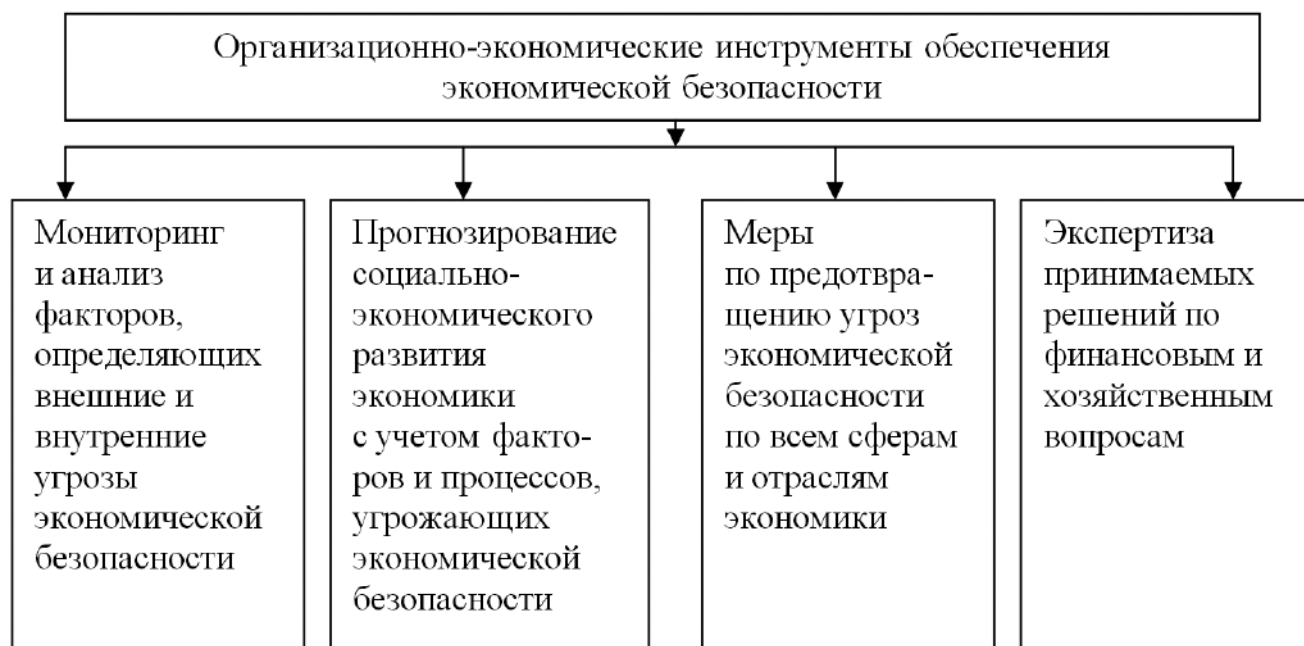 Организационно-экономические инструменты обеспечения
экономической безопасности
Мониторинг
и анализ
факторов,
определяющих
внешние и
внутренние
угрозы
экономической
безопасности
Прогнозирование
социально-
экономического
развития
экономики
с учетом факто-
ров и процессов,
угрожающих
экономической
безопасности
Меры
по предотвра-
щению угроз
экономической
безопасности
по всем сферам
и отраслям
экономики
Экспертиза
принимаемых
решений по
финансовым и
хозяйственным
вопросам